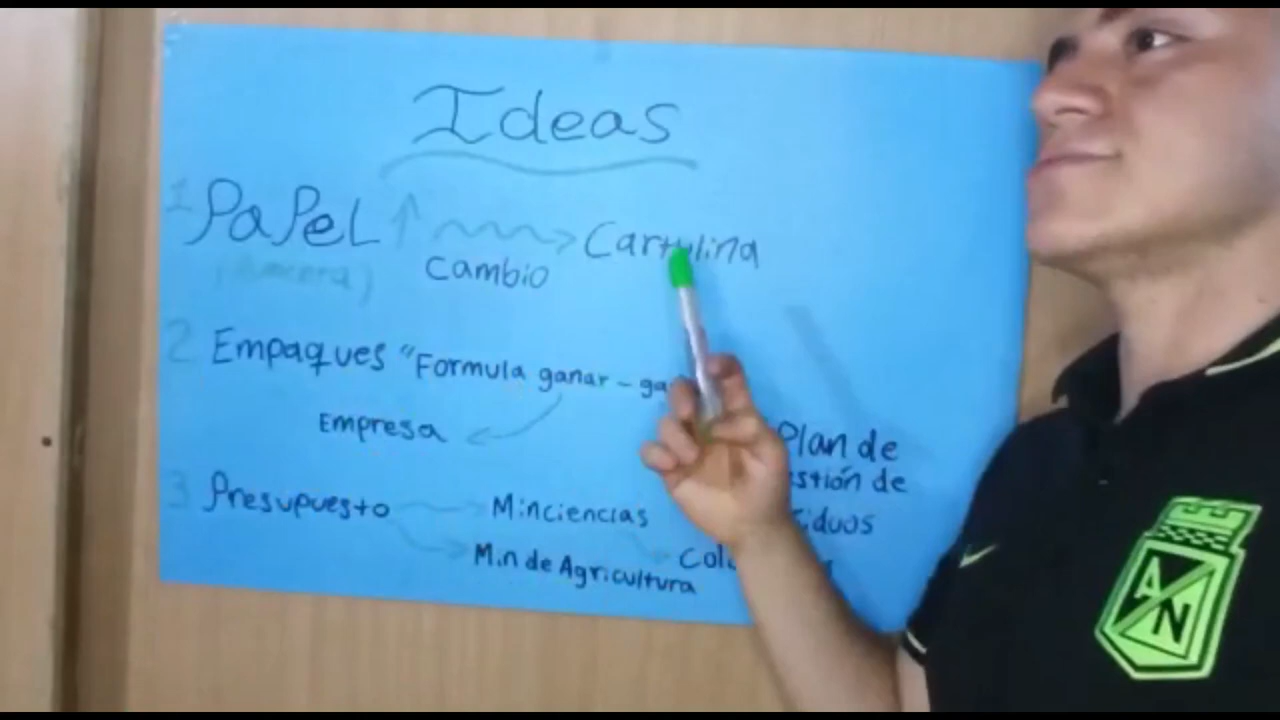 Ideas
1 Papel ↑ → Cartulina
Cambio
2 Empaques "Formula ganar - ga
Empresa
Plan de
stión de
iduos
3 Presupuesto → Minciencias
Min de Agricultura
Col
AN